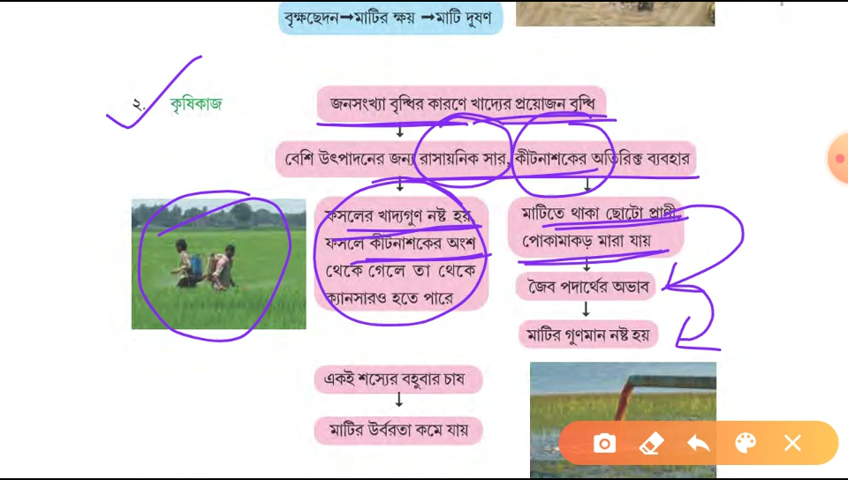 বৃক্ষছেদন→মাটির ক্ষয় →মাটি দূষণ
২. কৃষিকাজ
জনসংখ্যা বৃদ্ধির কারণে খাদ্যের প্রয়োজন বৃদ্ধি
বেশি উৎপাদনের জন্য রাসায়নিক সার, কীটনাশকের অতিরিক্ত ব্যবহার
ফসলের খাদ্যগুণ নষ্ট হয়
ফসলে কীটনাশকের অংশ
থেকে গেলে তা থেকে
ক্যানসারও হতে পারে
মাটিতে থাকা ছোটো প্রাণী,
পোকামাকড় মারা যায়
জৈব পদার্থের অভাব
মাটির গুণমান নষ্ট হয়
একই শস্যের বহুবার চাষ
মাটির উর্বরতা কমে যায়